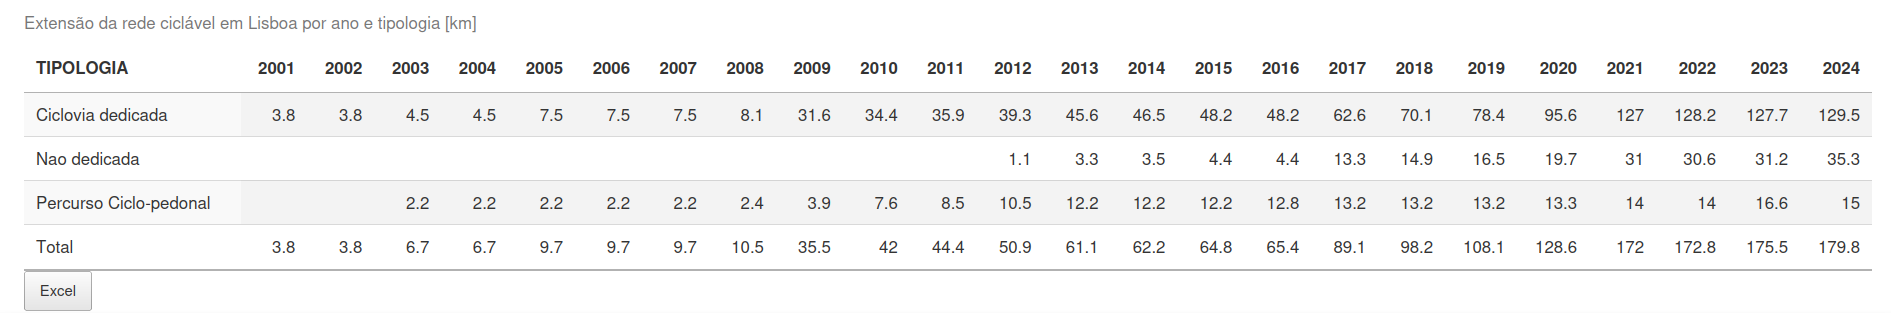 Extensão da rede ciclável em Lisboa por ano e tipologia [km]
TIPOLOGIA 2001 2002 2003 2004 2005 2006 2007 2008 2009 2010 2011 2012 2013 2014 2015 2016 2017 2018 2019 2020 2021 2022 2023 2024
Ciclovia dedicada 3.8 3.8 4.5 4.5 7.5 7.5 7.5 8.1 31.6 34.4 35.9 39.3 45.6 46.5 48.2 48.2 62.6 70.1 78.4 95.6 127 128.2 127.7 129.5
Nao dedicada 1.1 3.3 3.5 4.4 4.4 13.3 14.9 16.5 19.7 31 30.6 31.2 35.3
Percurso Ciclo-pedonal 2.2 2.2 2.2 2.2 2.2 2.4 3.9 7.6 8.5 10.5 12.2 12.2 12.2 12.8 13.2 13.2 13.2 13.3 14 14 16.6 15
Total 3.8 3.8 6.7 6.7 9.7 9.7 9.7 10.5 35.5 42 44.4 50.9 61.1 62.2 64.8 65.4 89.1 98.2 108.1 128.6 172 172.8 175.5 179.8
Excel